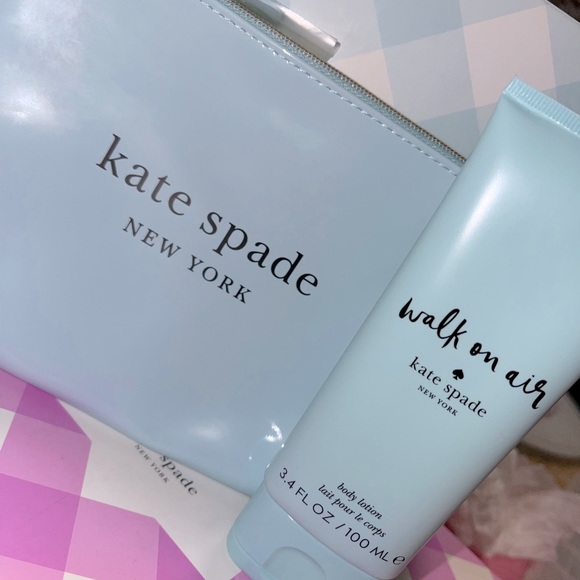 kate spade
NEW YORK
walk on air
kate spade
NEW YORK
body lotion
lait pour le corps
3.4 FL OZ / 100 ML e
spade
NEW YORK